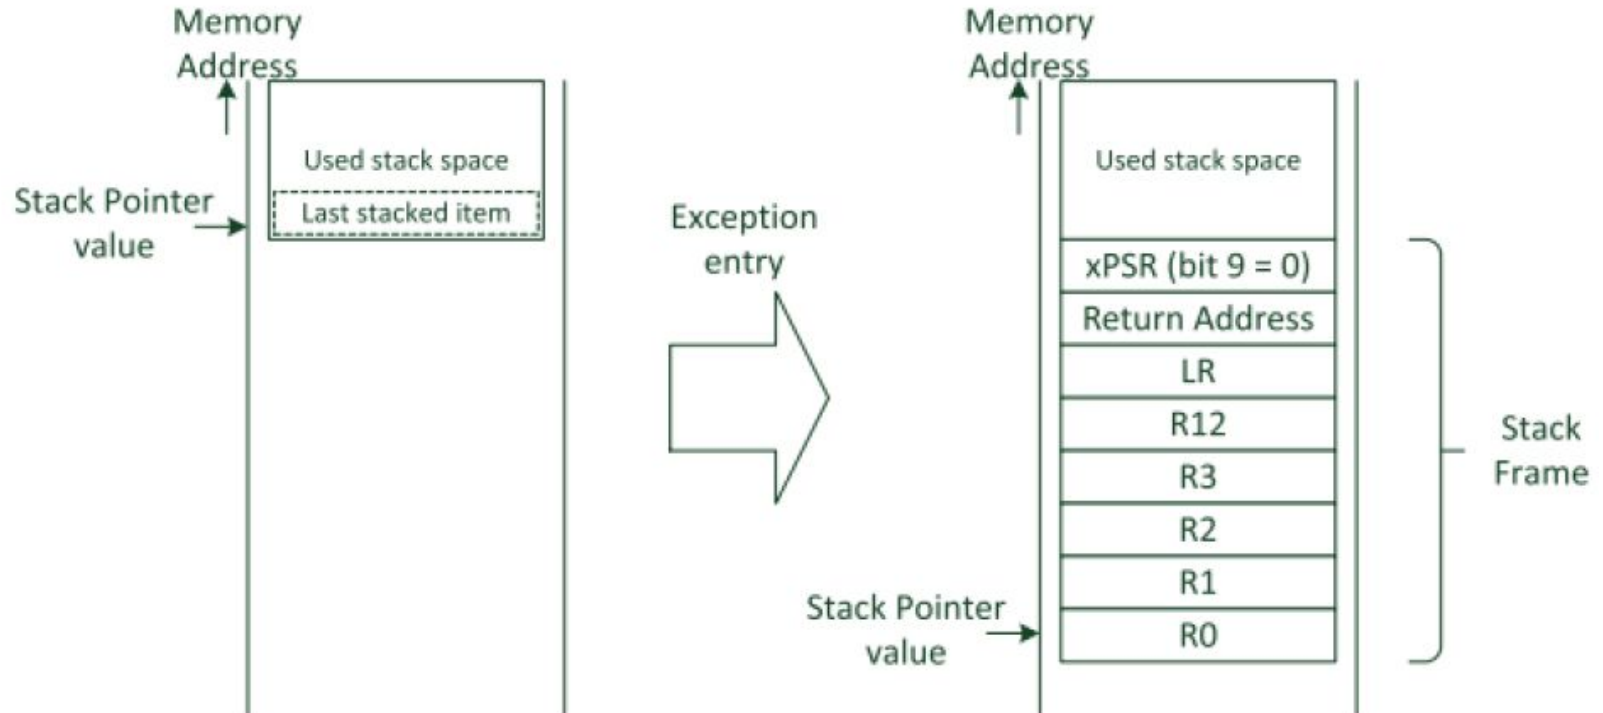 Memory
Address
Used stack space
Last stacked item
Stack Pointer
value
Exception
entry
Memory
Address
Used stack space
xPSR (bit 9 = 0)
Return Address
LR
R12
R3
R2
R1
R0
Stack Pointer
value
Stack
Frame